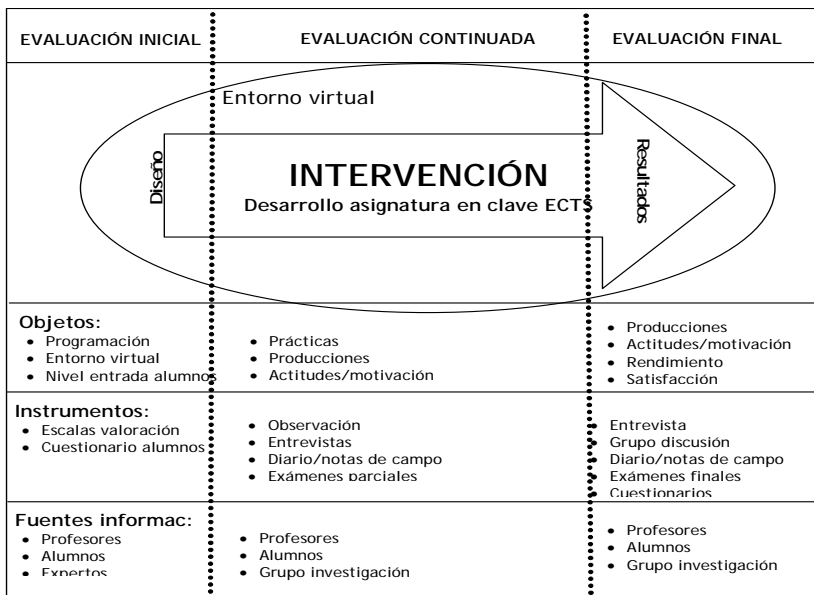 EVALUACIÓN INICIAL
EVALUACIÓN CONTINUADA
EVALUACIÓN FINAL
Entorno virtual
Diseño
INTERVENCIÓN
Desarrollo asignatura en clave ECTS
Resultados
Objetos:
• Programación
• Entorno virtual
• Nivel entrada alumnos
• Prácticas
• Producciones
• Actitudes/motivación
• Producciones
• Actitudes/motivación
• Rendimiento
• Satisfacción
Instrumentos:
• Escalas valoración
• Cuestionario alumnos
• Observación
• Entrevistas
• Diario/notas de campo
• Exámenes parciales
• Entrevista
• Grupo discusión
• Diario/notas de campo
• Exámenes finales
• Cuestionarios
Fuentes informac:
• Profesores
• Alumnos
• Expertos
• Profesores
• Alumnos
• Grupo investigación
• Profesores
• Alumnos
• Grupo investigación